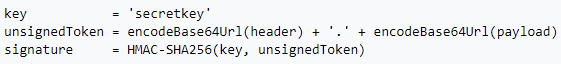 key           = 'secretkey'
unsignedToken = encodeBase64Url(header) + '.' + encodeBase64Url(payload)
signature     = HMAC-SHA256(key, unsignedToken)